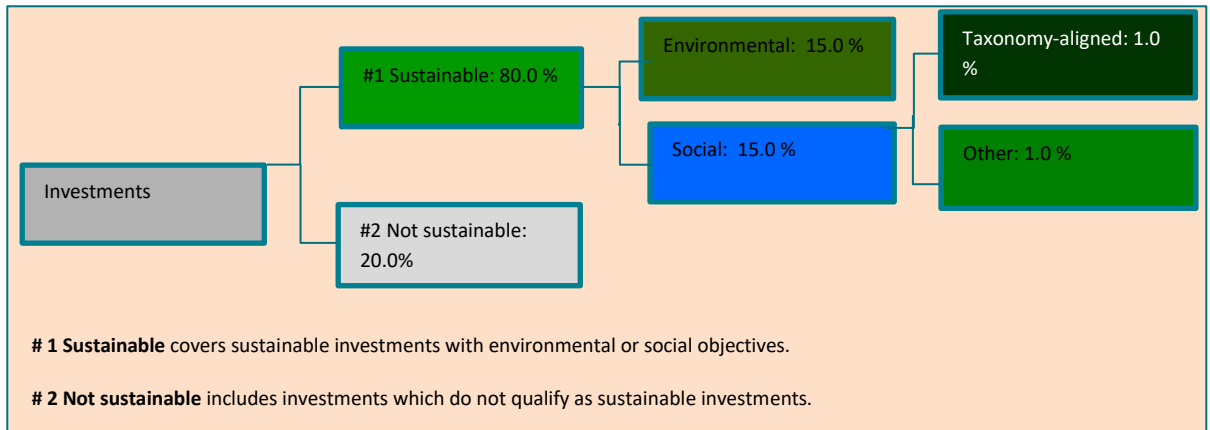 Environmental: 15.0 %
Taxonomy-aligned: 1.0
%
#1 Sustainable: 80.0 %
Social: 15.0 %
Other: 1.0 %
Investments
#2 Not sustainable:
20.0%
# 1 Sustainable covers sustainable investments with environmental or social objectives.
# 2 Not sustainable includes investments which do not qualify as sustainable investments.